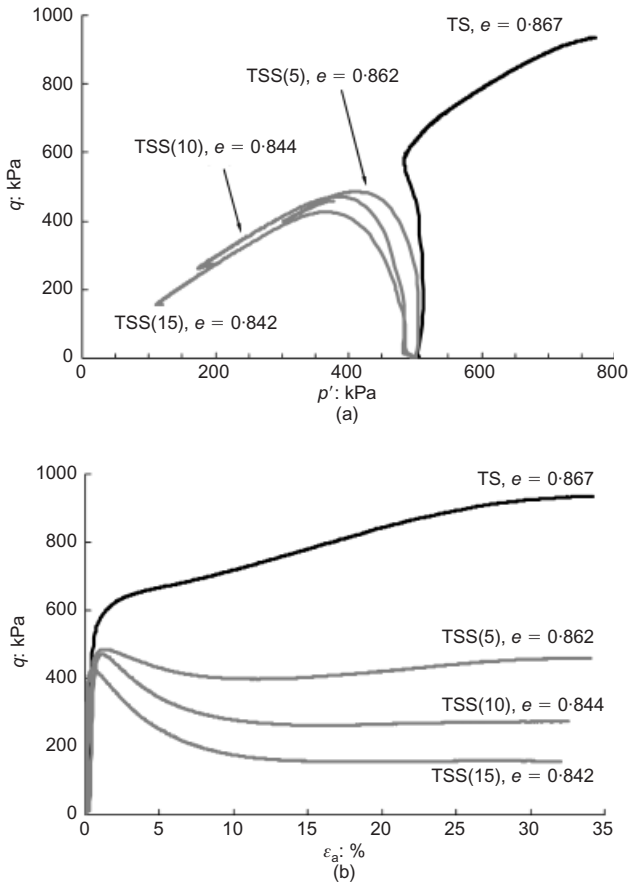 1000
TS, e = 0·867
800
TSS(5), e = 0·862
TSS(10), e = 0·844
600
q: kPa
400
200
TSS(15), e = 0·842
0
0
200
400
600
800
p′: kPa
(a)
1000
TS, e = 0·867
800
600
q: kPa
TSS(5), e = 0·862
400
TSS(10), e = 0·844
200
TSS(15), e = 0·842
0
0
5
10
15
20
25
30
35
εa: %
(b)